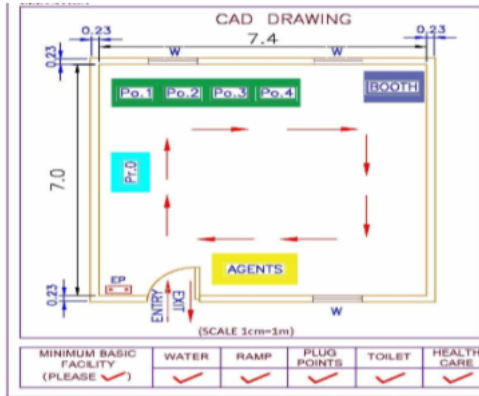 CAD DRAWING
0.23 7.4 0.23
0.23 W W
Po.1 Po.2 Po.3 Po.4 BOOTH
7.0 Pr.0
AGENTS
EP
0.23 ENTRY EXIT W
(SCALE 1cm=1m)
MINIMUM BASIC FACILITY (PLEASE ✓) WATER RAMP PLUG POINTS TOILET HEALTH CARE